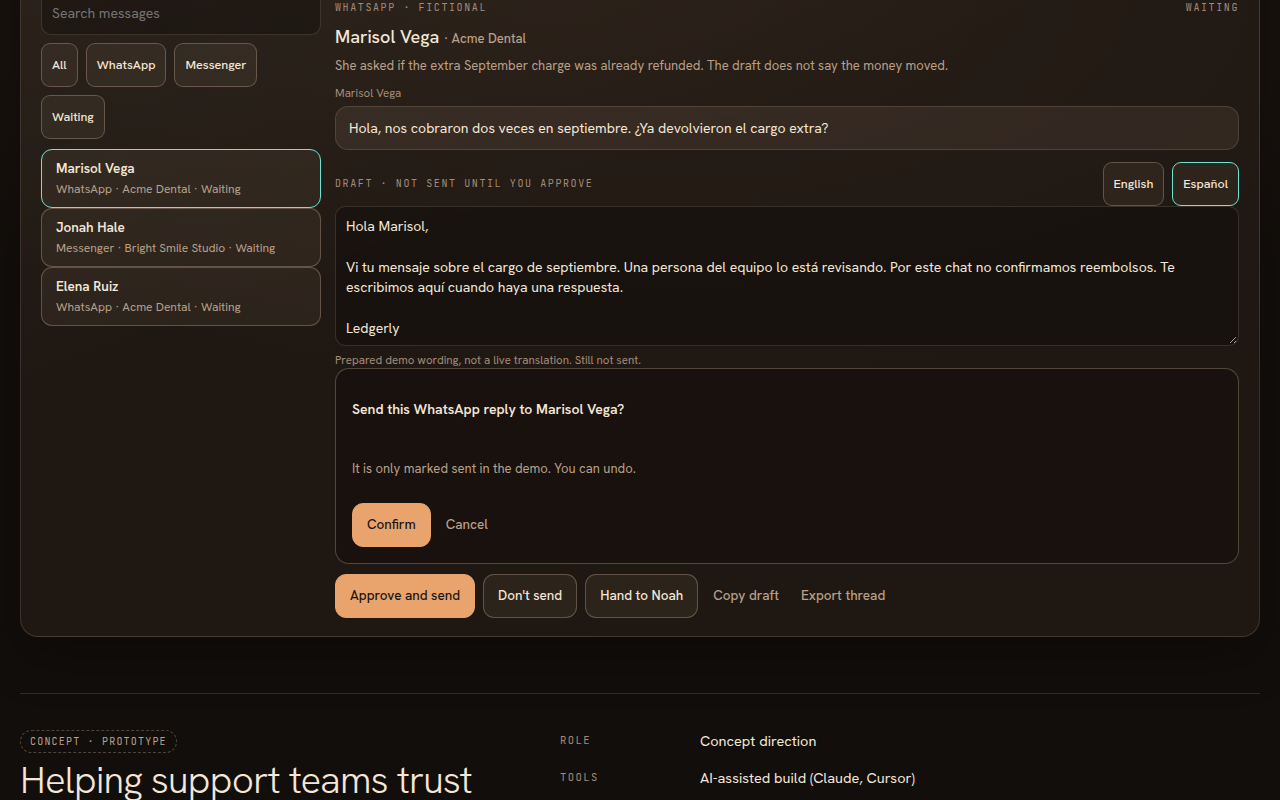 Search messages
All
WhatsApp
Messenger
Waiting
Marisol Vega
WhatsApp · Acme Dental · Waiting
Jonah Hale
Messenger · Bright Smile Studio · Waiting
Elena Ruiz
WhatsApp · Acme Dental · Waiting
WHATSAPP · FICTIONAL
WAITING
Marisol Vega · Acme Dental
She asked if the extra September charge was already refunded. The draft does not say the money moved.
Marisol Vega
Hola, nos cobraron dos veces en septiembre. ¿Ya devolvieron el cargo extra?
DRAFT · NOT SENT UNTIL YOU APPROVE
English
Español
Hola Marisol,
Vi tu mensaje sobre el cargo de septiembre. Una persona del equipo lo está revisando. Por este chat no confirmamos reembolsos. Te
escribimos aquí cuando haya una respuesta.
Ledgerly
Prepared demo wording, not a live translation. Still not sent.
Send this WhatsApp reply to Marisol Vega?
It is only marked sent in the demo. You can undo.
Confirm
Cancel
Approve and send
Don't send
Hand to Noah
Copy draft
Export thread
CONCEPT · PROTOTYPE
Helping support teams trust
ROLE
Concept direction
TOOLS
AI-assisted build (Claude, Cursor)